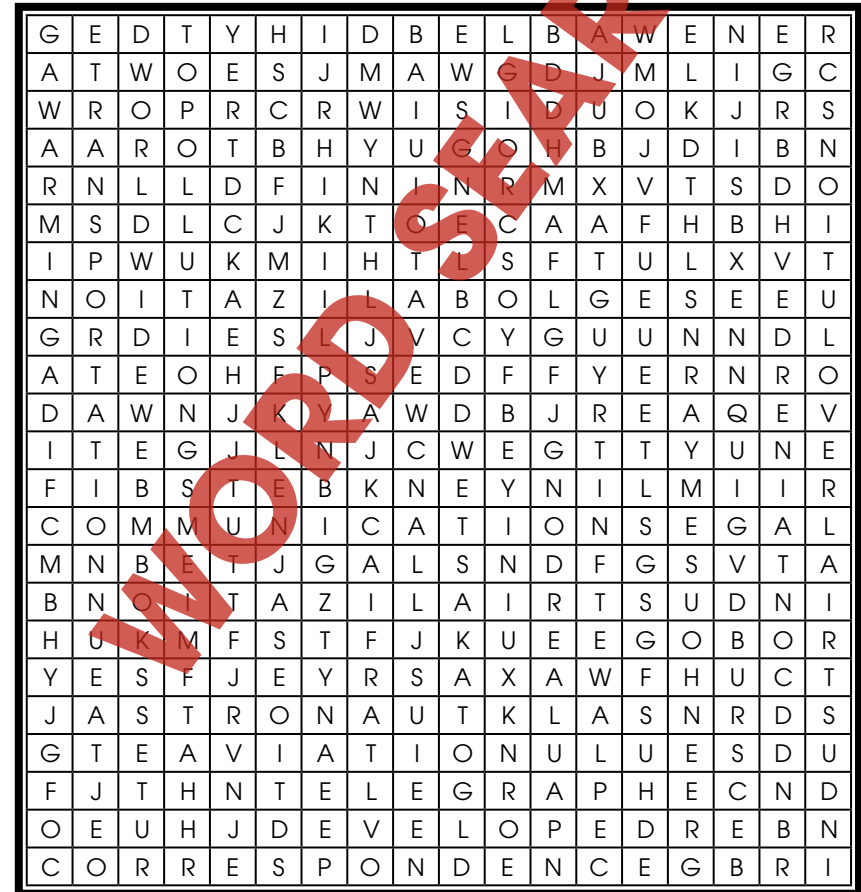 G E D T Y H I D B E L B A W E N E R
A T W O E S J M A W G D J M L I G C
W R O P R C R W I S I D U O K J R S
A A R O T B H Y U G O H B J D I B N
R N L L D F I N I N R M X V T S D O
M S D L C J K T O E C A A F H B H I
I P W U K M I H T L S F T U L X V T
N O I T A Z I L A B O L G E S E E U
G R D I E S L J V C Y G U U N N D L
A T E O H F P S E D F F Y E R N R O
D A W N J K Y A W D B J R E A Q E V
I T E G J L N J C W E G T T Y U N E
F I B S T E B K N E Y N I L M I I R
C O M M U N I C A T I O N S E G A L
M N B E T J G A L S N D F G S V T A
B N O I T A Z I L A I R T S U D N I
H U K M F S T F J K U E E G O B O R
Y E S F J E Y R S A X A W F H U C T
J A S T R O N A U T K L A S N R D S
G T E A V I A T I O N U L U E S D U
F J T H N T E L E G R A P H E C N D
O E U H J D E V E L O P E D R E B N
C O R R E S P O N D E N C E G B R I
WORD SEAR